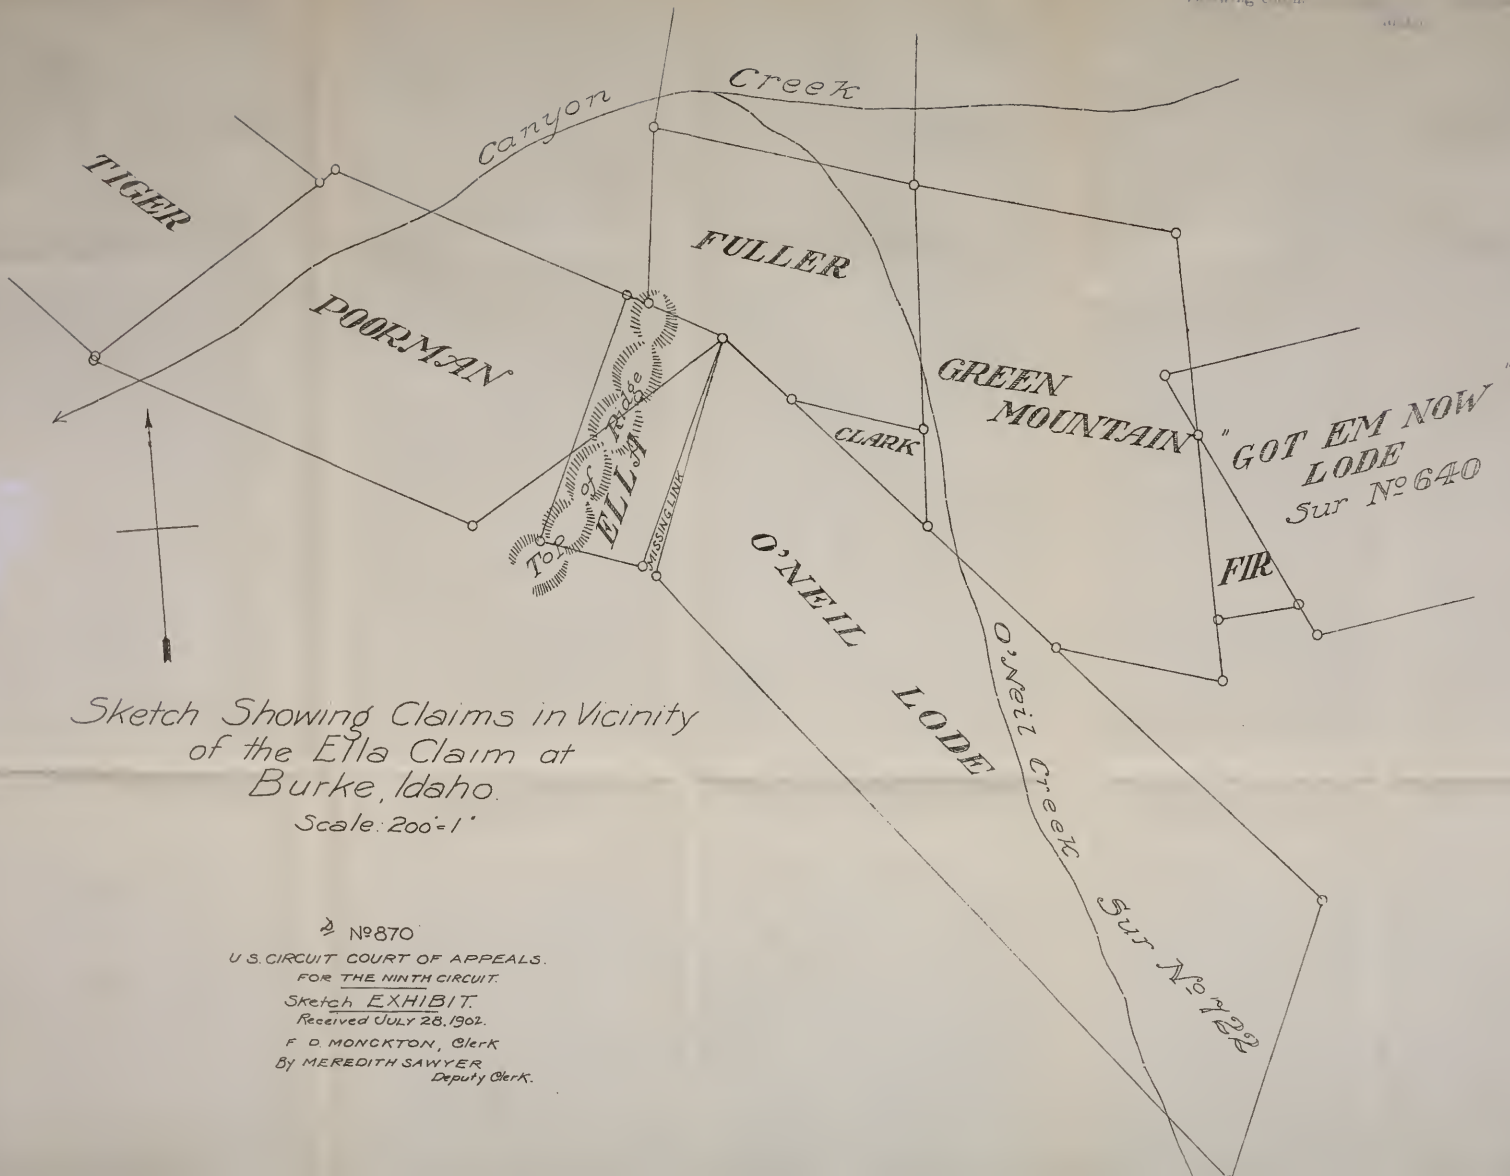 Canyon Creek
TIGER
POORMAN
FULLER
GREEN
MOUNTAIN
"GOT EM NOW"
LODE
Sur No 640
CLARK
FIR
Top of Ridge
ELLA
MISSING LINK
O'NEIL
LODE
Sur No 722
O'Neil Creek
Sketch Showing Claims in Vicinity
of the Ella Claim at
Burke, Idaho.
Scale: 200'=1"
No 870
U.S. CIRCUIT COURT OF APPEALS.
FOR THE NINTH CIRCUIT.
Sketch EXHIBIT.
Received JULY 28, 1902.
F. D. MONCKTON, Clerk
By MEREDITH SAWYER
Deputy Clerk.